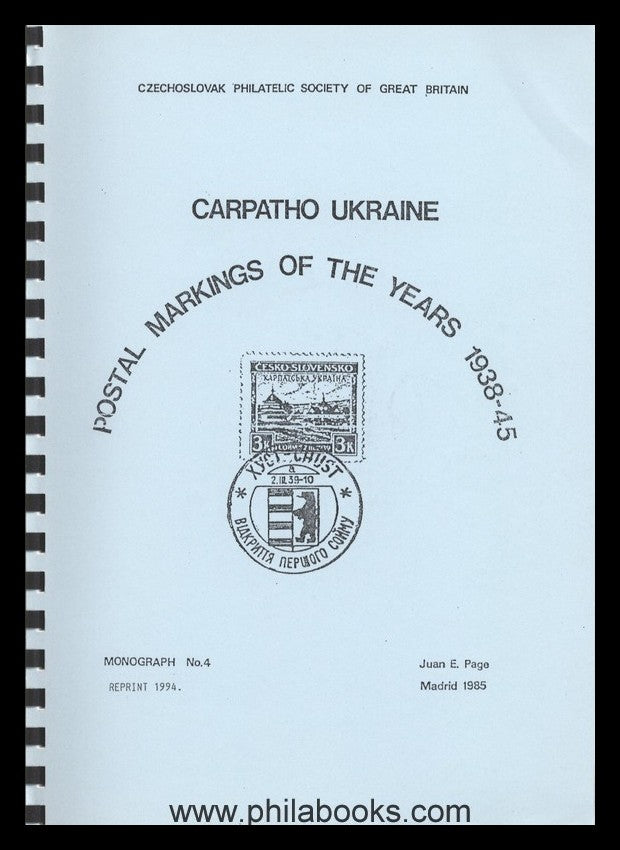 CZECHOSLOVAK PHILATELIC SOCIETY OF GREAT BRITAIN
CARPATHO UKRAINE
POSTAL MARKINGS OF THE YEARS 1938-45
ČESKO-SLOVENSKO
КАРПАТСЬКА УКРАЇНА
3K 3K
ХУСТ-CHUST
a
2.III.39-10
* *
ВІДКРИТТЯ ПЕРШОГО СОЙМУ
MONOGRAPH No.4
REPRINT 1994.
Juan E. Page
Madrid 1985
www.philabooks.com